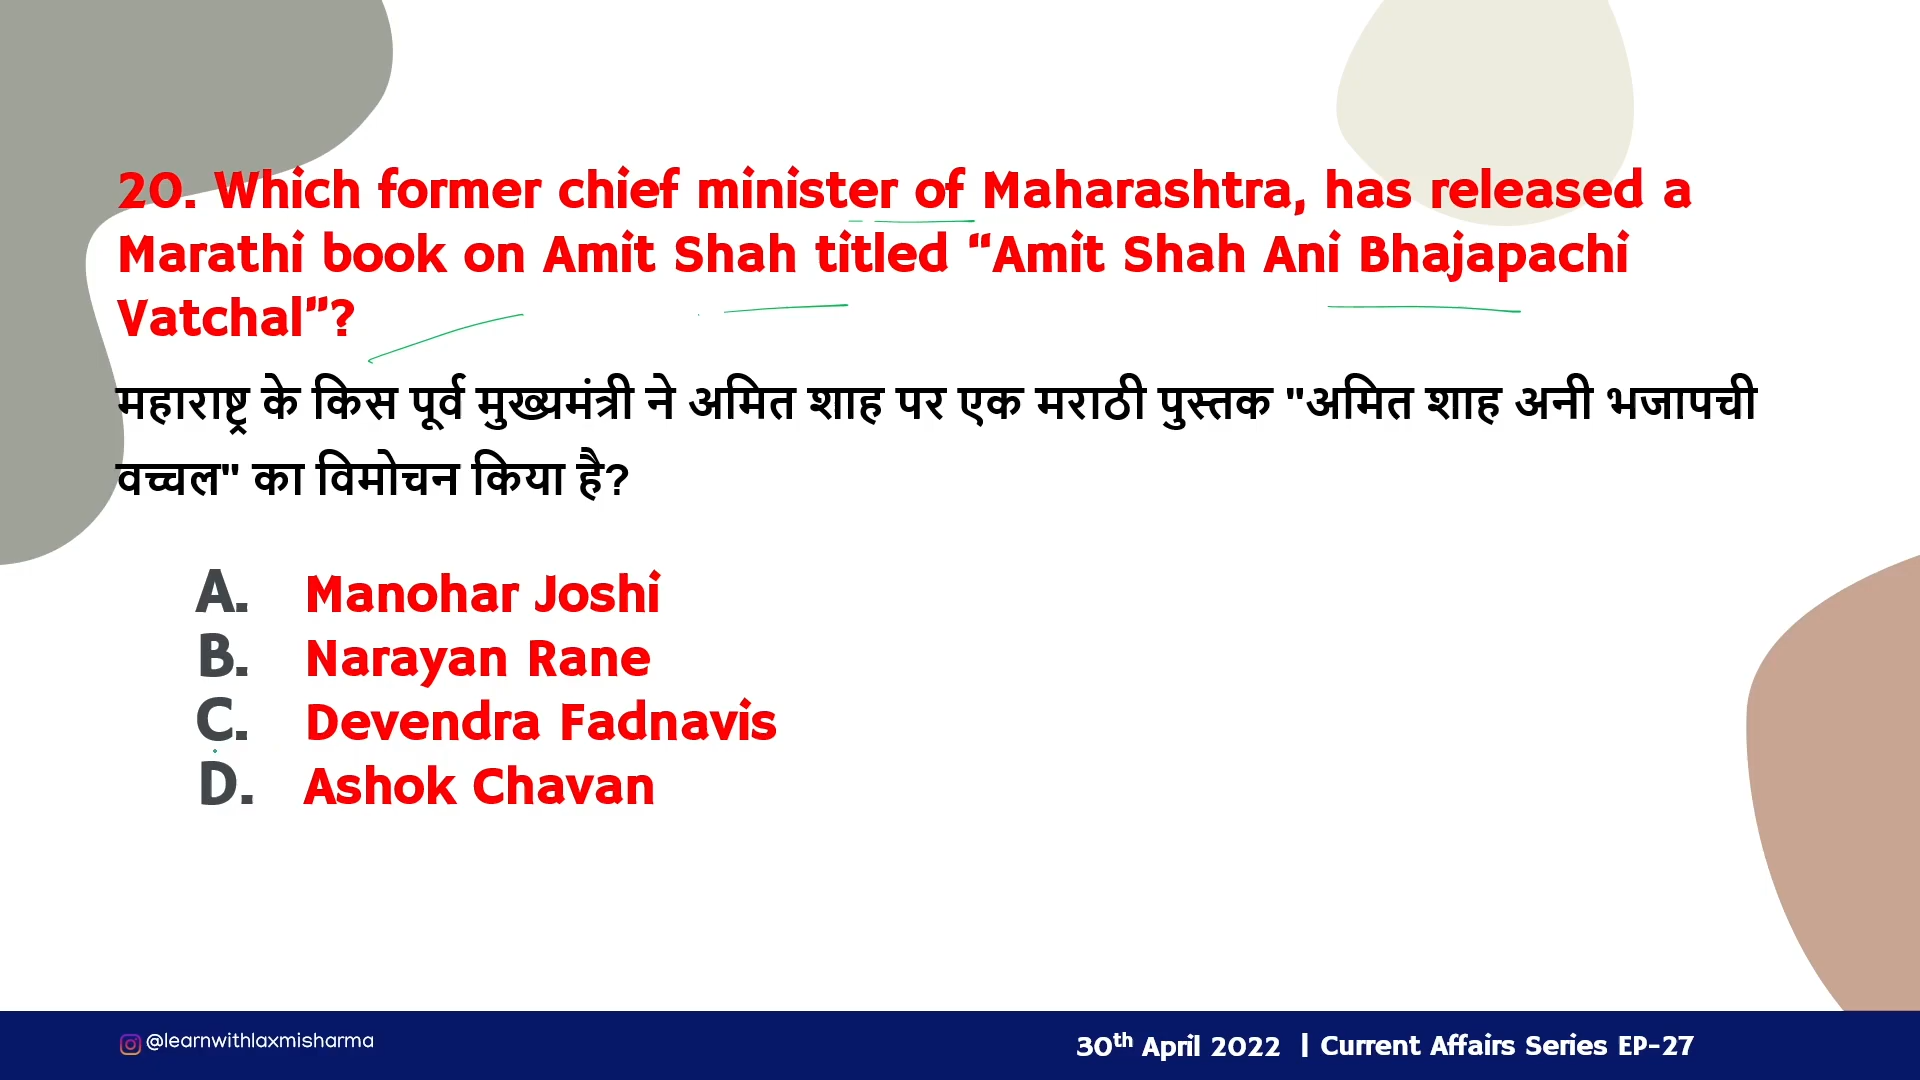 20. Which former chief minister of Maharashtra, has released a
Marathi book on Amit Shah titled “Amit Shah Ani Bhajapachi
Vatchal”?
महाराष्ट्र के किस पूर्व मुख्यमंत्री ने अमित शाह पर एक मराठी पुस्तक "अमित शाह अनी भजापची
वच्चल" का विमोचन किया है?
A. Manohar Joshi
B. Narayan Rane
C. Devendra Fadnavis
D. Ashok Chavan
@learnwithlaxmisharma
30th April 2022 | Current Affairs Series EP-27